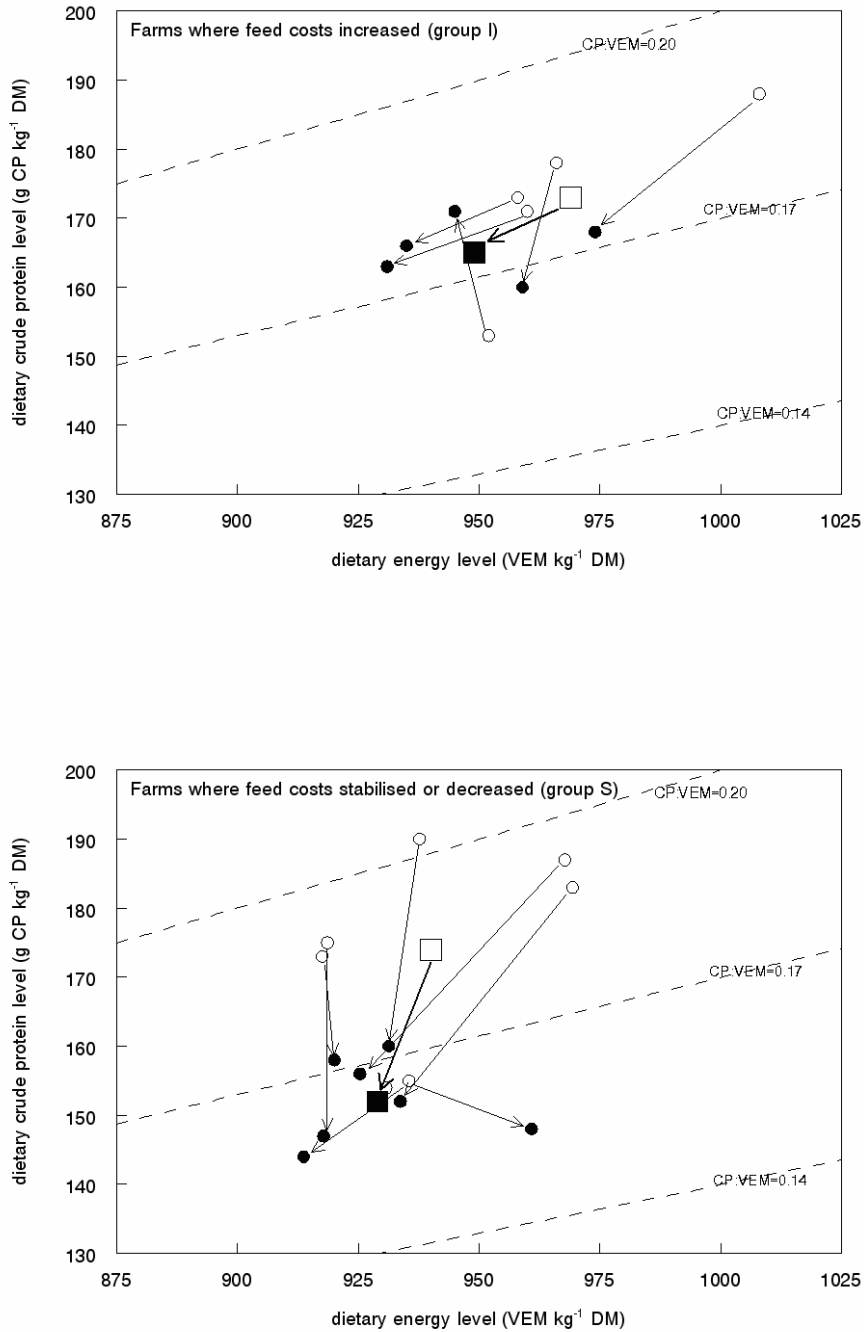 Farms where feed costs increased (group I)
dietary crude protein level (g CP kg-1 DM)
200
190
180
170
160
150
140
130
CP:VEM=0.20
CP:VEM=0.17
CP:VEM=0.14
875
900
925
950
975
1000
1025
dietary energy level (VEM kg-1 DM)
Farms where feed costs stabilised or decreased (group S)
dietary crude protein level (g CP kg-1 DM)
200
190
180
170
160
150
140
130
CP:VEM=0.20
CP:VEM=0.17
CP:VEM=0.14
875
900
925
950
975
1000
1025
dietary energy level (VEM kg-1 DM)